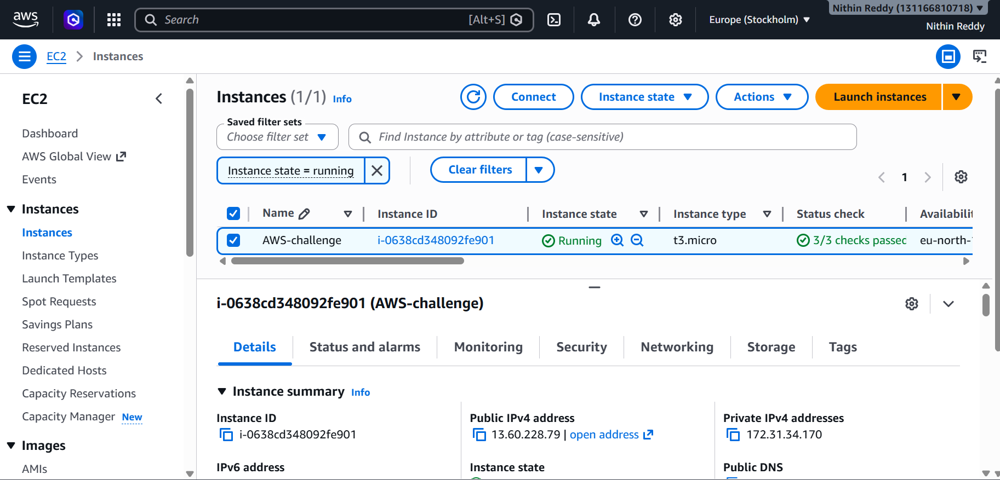 aws
Search
[Alt+S]
Europe (Stockholm)
Nithin Reddy (131166810718)
Nithin Reddy
EC2
Instances
EC2
Dashboard
AWS Global View
Events
Instances
Instances
Instance Types
Launch Templates
Spot Requests
Savings Plans
Reserved Instances
Dedicated Hosts
Capacity Reservations
Capacity Manager New
Images
AMIs
Instances (1/1) Info
Connect
Instance state
Actions
Launch instances
Saved filter sets
Choose filter set
Find Instance by attribute or tag (case-sensitive)
Instance state = running
Clear filters
1
Name Instance ID Instance state Instance type Status check Availabilit
AWS-challenge i-0638cd348092fe901 Running t3.micro 3/3 checks passed eu-north-1
i-0638cd348092fe901 (AWS-challenge)
Details Status and alarms Monitoring Security Networking Storage Tags
Instance summary Info
Instance ID
i-0638cd348092fe901
Public IPv4 address
13.60.228.79 | open address
Private IPv4 addresses
172.31.34.170
IPv6 address
Instance state
Public DNS